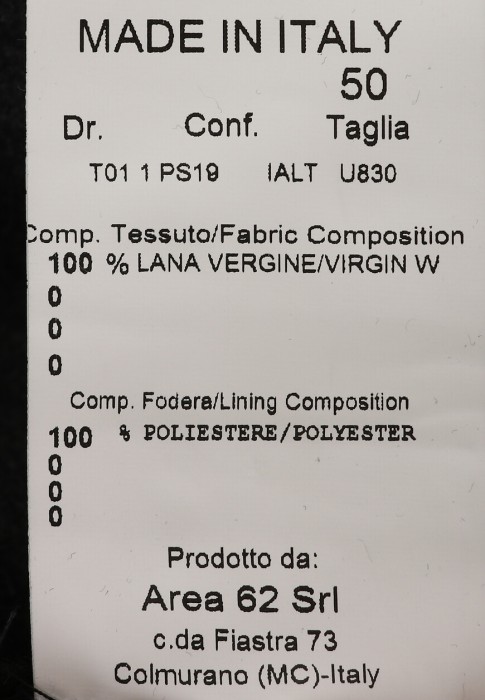 MADE IN ITALY
50
Dr. Conf. Taglia
T01 1 PS19 IALT U830
Comp. Tessuto/Fabric Composition
100 % LANA VERGINE/VIRGIN W
0
0
0
Comp. Fodera/Lining Composition
100 % POLIESTERE/POLYESTER
0
0
0
Prodotto da:
Area 62 Srl
c.da Fiastra 73
Colmurano (MC)-Italy